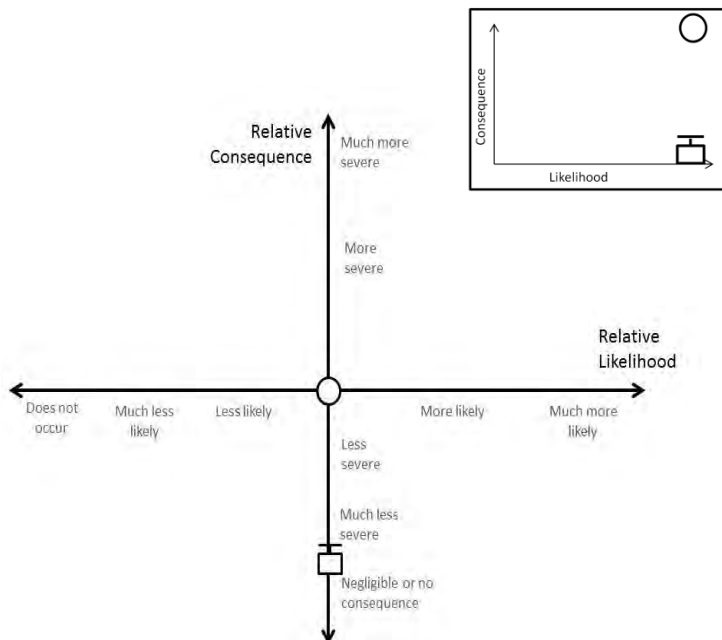 Consequence
Likelihood
Relative
Consequence
Much more
severe
More
severe
Relative
Likelihood
Does not
occur
Much less
likely
Less likely
More likely
Much more
likely
Less
severe
Much less
severe
Negligible or no
consequence